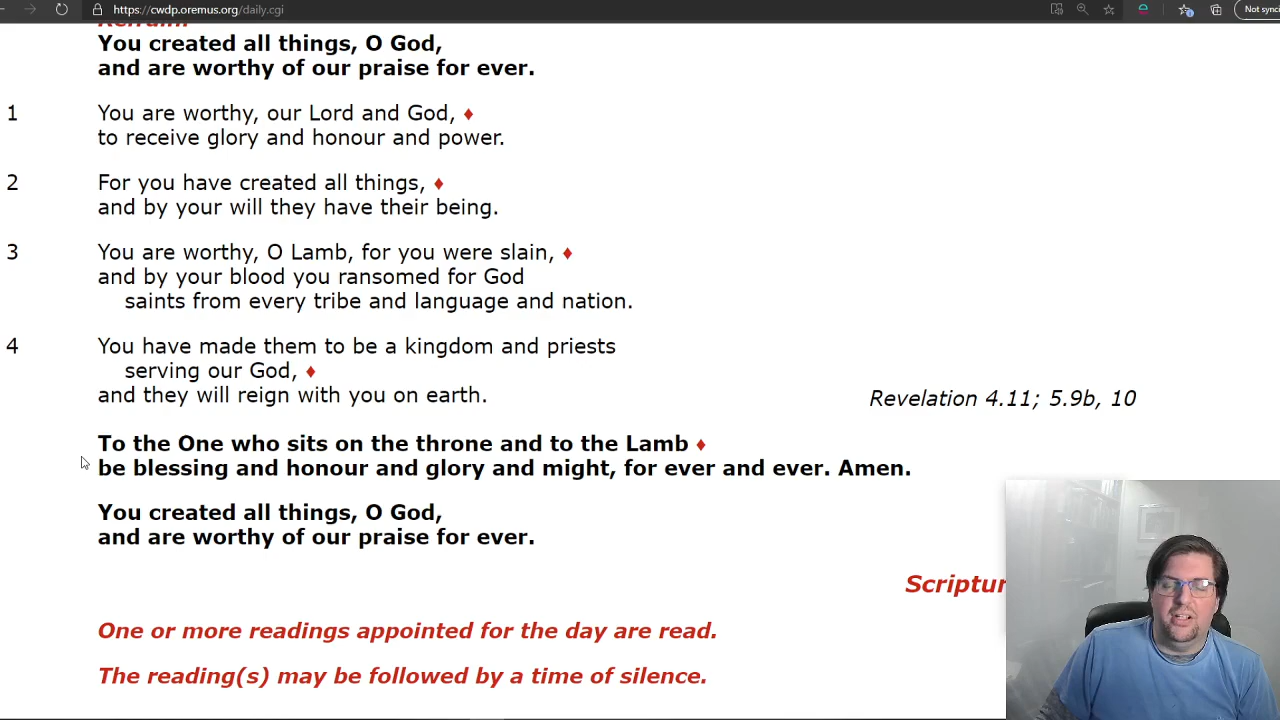 https://cwdp.oremus.org/daily.cgi
Not sync
Refrain:
You created all things, O God,
and are worthy of our praise for ever.
1 You are worthy, our Lord and God, ♦
to receive glory and honour and power.
2 For you have created all things, ♦
and by your will they have their being.
3 You are worthy, O Lamb, for you were slain, ♦
and by your blood you ransomed for God
saints from every tribe and language and nation.
4 You have made them to be a kingdom and priests
serving our God, ♦
and they will reign with you on earth.
Revelation 4.11; 5.9b, 10
To the One who sits on the throne and to the Lamb ♦
be blessing and honour and glory and might, for ever and ever. Amen.
You created all things, O God,
and are worthy of our praise for ever.
Scriptur
One or more readings appointed for the day are read.
The reading(s) may be followed by a time of silence.